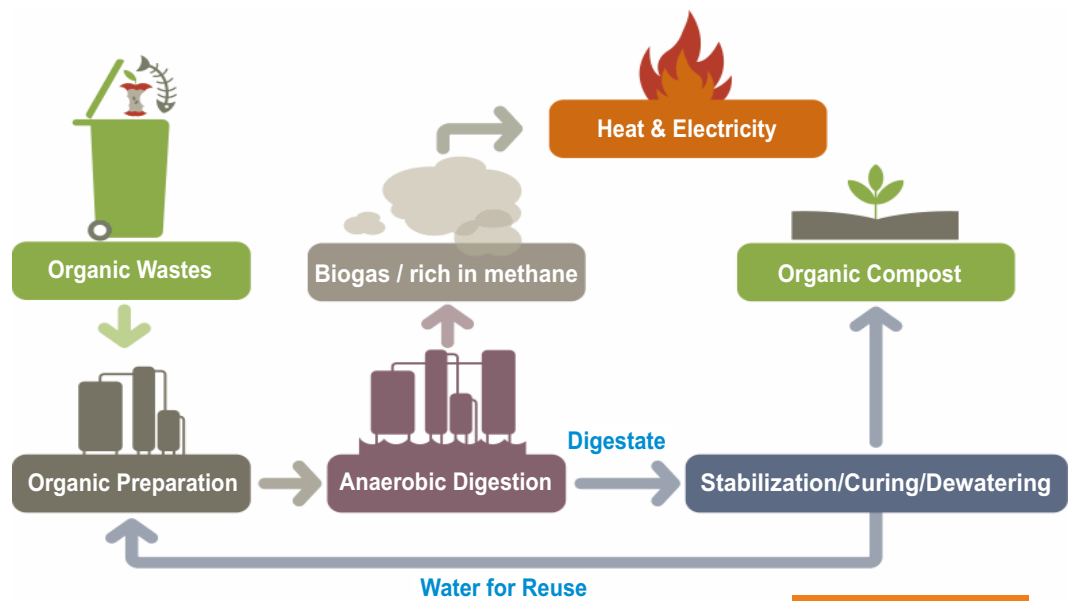 Heat & Electricity
Organic Wastes
Biogas / rich in methane
Organic Compost
Digestate
Organic Preparation
Anaerobic Digestion
Stabilization/Curing/Dewatering
Water for Reuse